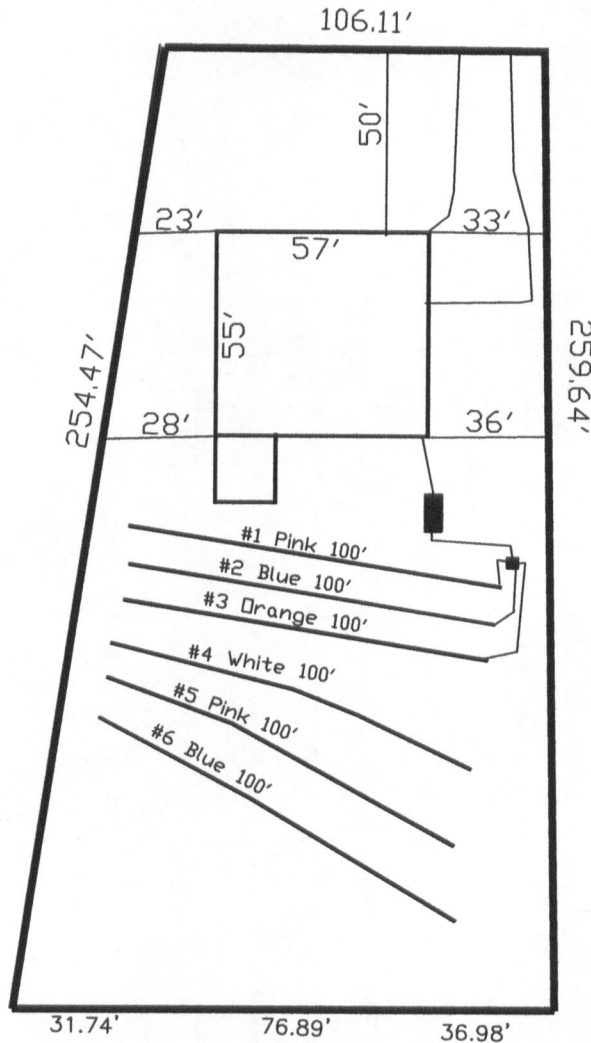 106.11'
50'
23'
33'
57'
55'
254.47'
259.64'
28'
36'
#1 Pink 100'
#2 Blue 100'
#3 Orange 100'
#4 White 100'
#5 Pink 100'
#6 Blue 100'
31.74'
76.89'
36.98'